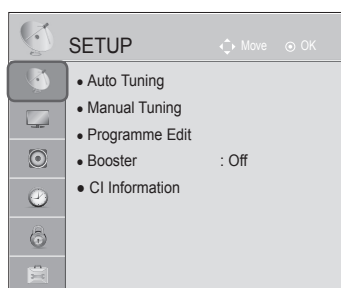 SETUP Move OK
● Auto Tuning
● Manual Tuning
● Programme Edit
● Booster : Off
● CI Information